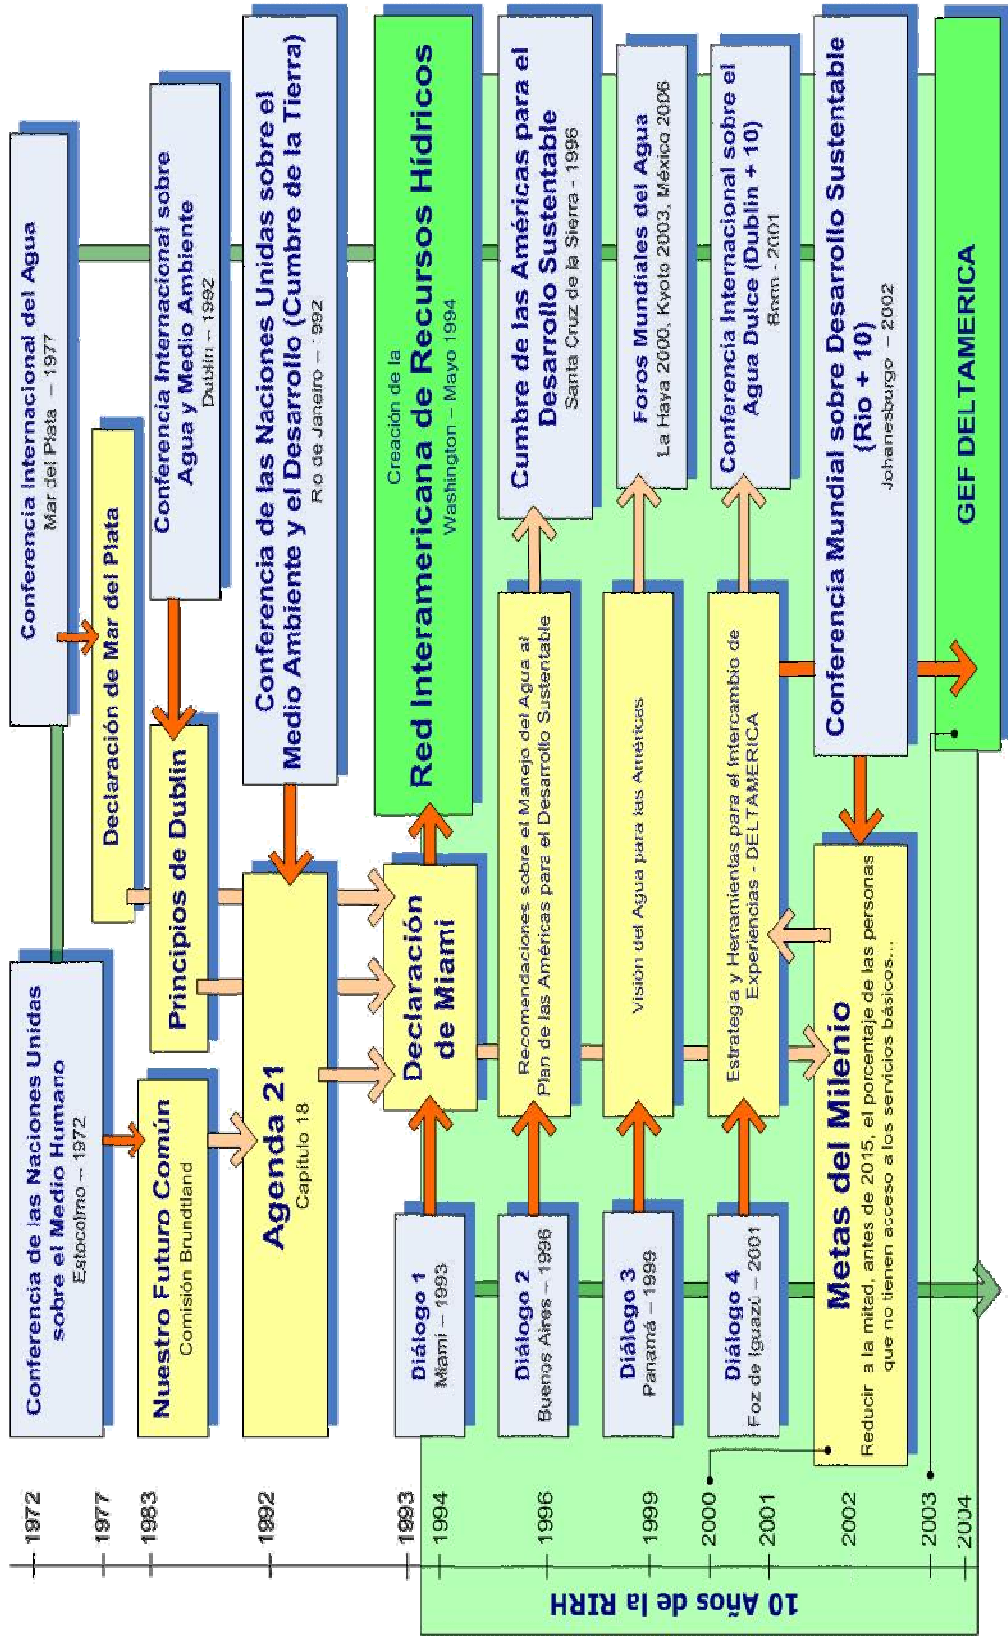 1972
1977
1983
1992
1993
1994
1996
1999
2000
2001
2002
2003
2004
10 Años de la RIRH
Conferencia de las Naciones Unidas
sobre el Medio Humano
Estocolmo – 1972
Conferencia Internacional del Agua
Mar del Plata – 1977
Declaración de Mar del Plata
Nuestro Futuro Común
Comisión Brundtland
Principios de Dublin
Conferencia Internacional sobre
Agua y Medio Ambiente
Dublin – 1992
Agenda 21
Capítulo 18
Conferencia de las Naciones Unidas sobre el
Medio Ambiente y el Desarrollo (Cumbre de la Tierra)
Rio de Janeiro – 1992
Diálogo 1
Miami – 1993
Declaración
de Miami
Creación de la
Red Interamericana de Recursos Hídricos
Washington – Mayo 1994
Diálogo 2
Buenos Aires – 1996
Recomendaciones sobre el Manejo del Agua al
Plan de las Américas para el Desarrollo Sustentable
Cumbre de las Américas para el
Desarrollo Sustentable
Santa Cruz de la Sierra - 1996
Diálogo 3
Panamá – 1999
Visión del Agua para las Américas
Foros Mundiales del Agua
La Haya 2000, Kyoto 2003, México 2006
Diálogo 4
Foz de Iguazú – 2001
Estrategia y Herramientas para el Intercambio de
Experiencias - DELTAMERICA
Conferencia Internacional sobre el
Agua Dulce (Dublin + 10)
Bonn - 2001
Metas del Milenio
Reducir a la mitad, antes de 2015, el porcentaje de las personas
que no tienen acceso a los servicios básicos...
Conferencia Mundial sobre Desarrollo Sustentable
(Rio + 10)
Johanesburgo – 2002
GEF DELTAMERICA